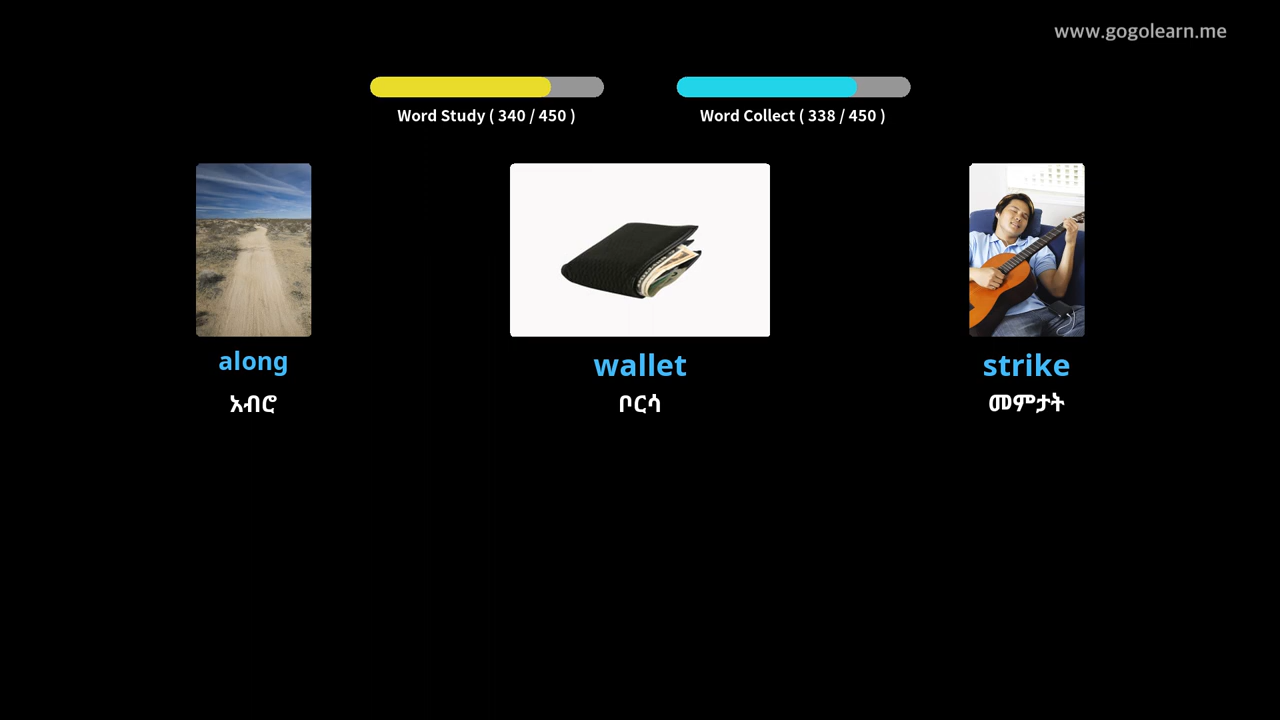 www.gogolearn.me
Word Study ( 340 / 450 )
Word Collect ( 338 / 450 )
along
wallet
strike
አብሮ
ቦርሳ
መምታት